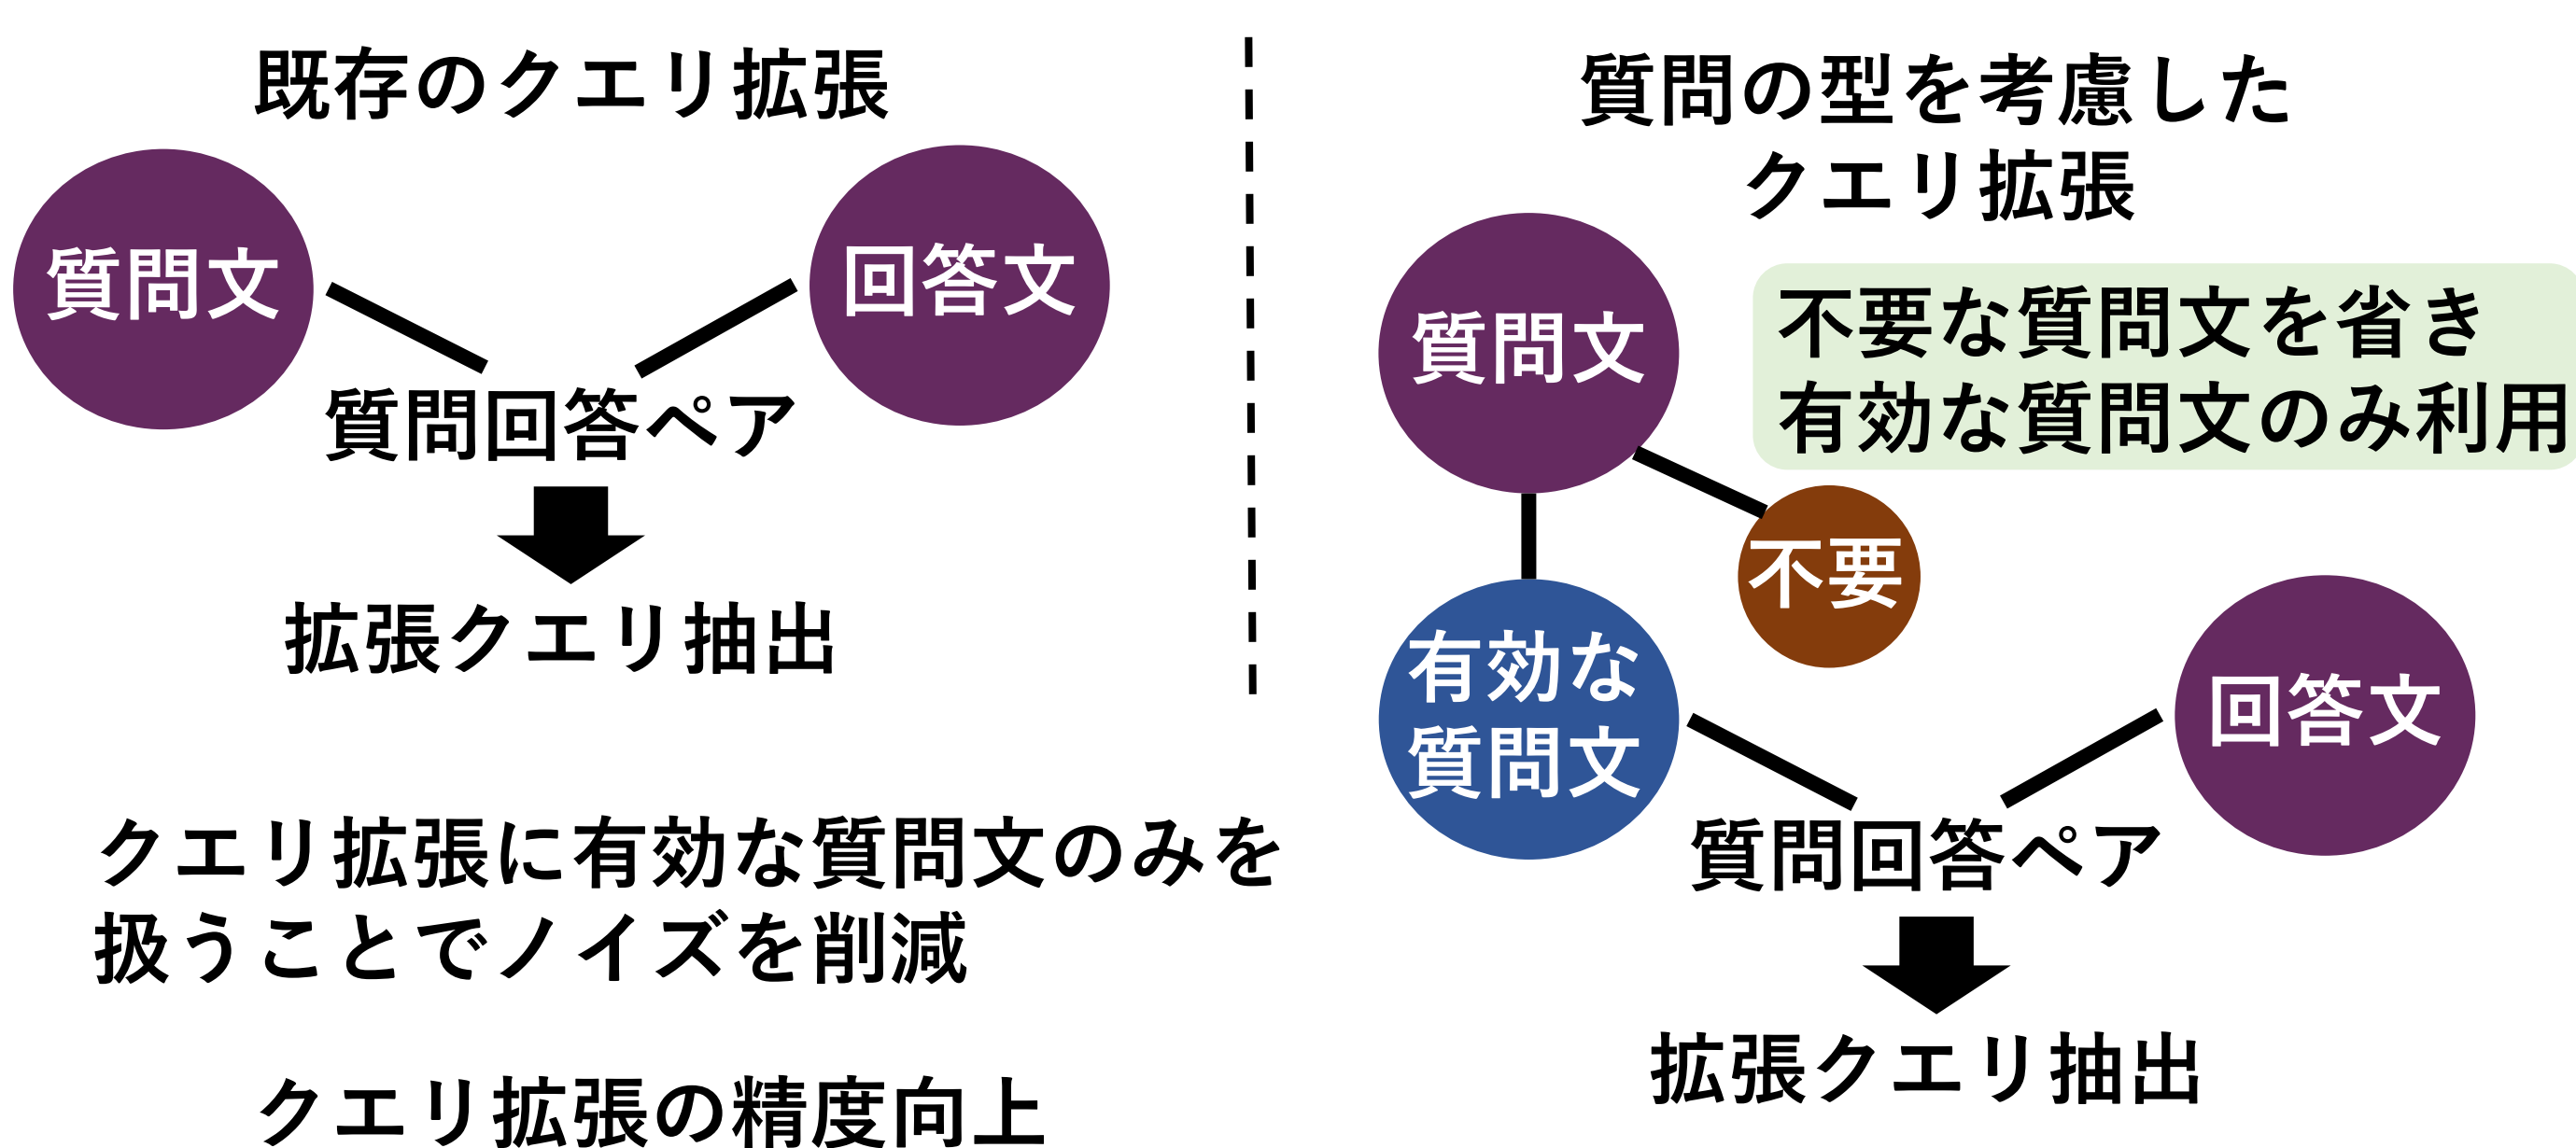 既存のクエリ拡張
質問文
回答文
質問回答ペア
拡張クエリ抽出
クエリ拡張に有効な質問文のみを
扱うことでノイズを削減
クエリ拡張の精度向上
質問の型を考慮した
クエリ拡張
質問文
不要な質問文を省き
有効な質問文のみ利用
不要
有効な
質問文
回答文
質問回答ペア
拡張クエリ抽出